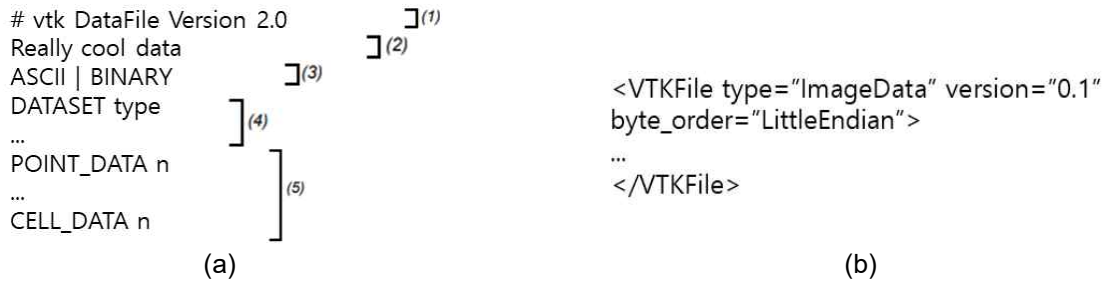 # vtk DataFile Version 2.0 (1)
Really cool data (2)
ASCII | BINARY (3)
DATASET type
... (4)
POINT_DATA n
... (5)
CELL_DATA n
(a)
<VTKFile type="ImageData" version="0.1"
byte_order="LittleEndian">
...
</VTKFile>
(b)